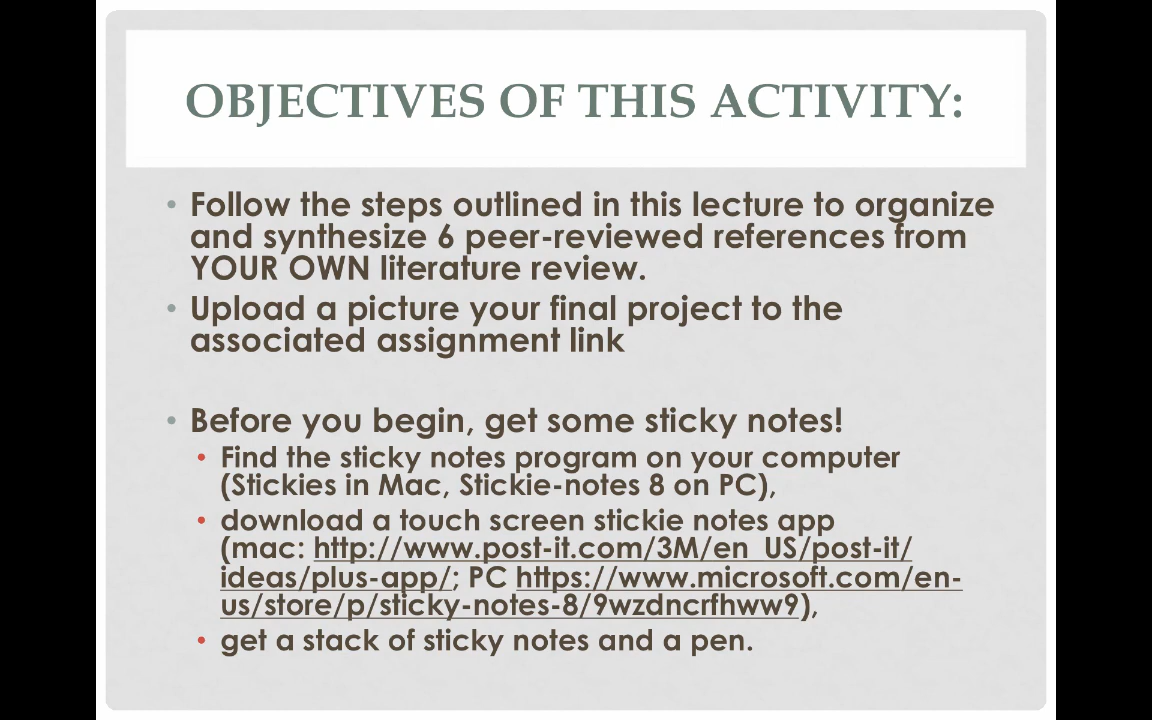 OBJECTIVES OF THIS ACTIVITY:
• Follow the steps outlined in this lecture to organize
and synthesize 6 peer-reviewed references from
YOUR OWN literature review.
• Upload a picture your final project to the
associated assignment link
• Before you begin, get some sticky notes!
• Find the sticky notes program on your computer
(Stickies in Mac, Stickie-notes 8 on PC),
• download a touch screen stickie notes app
(mac: http://www.post-it.com/3M/en_US/post-it/
ideas/plus-app/; PC https://www.microsoft.com/en-
us/store/p/sticky-notes-8/9wzdncrfhww9),
• get a stack of sticky notes and a pen.